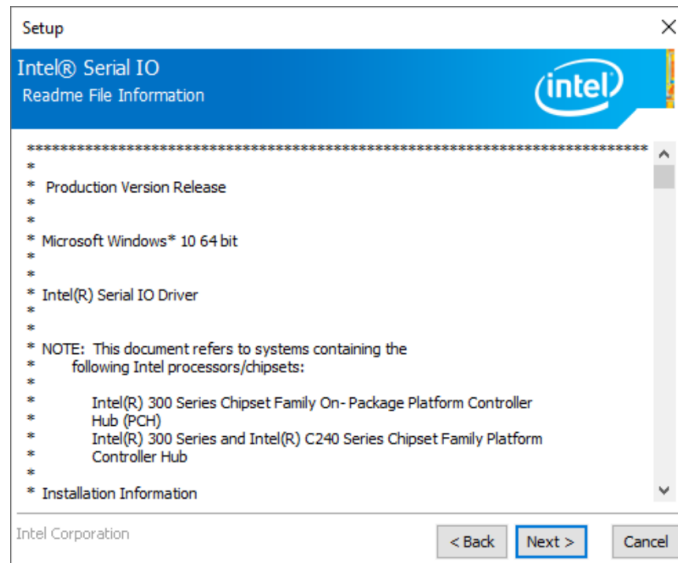 Setup
Intel® Serial IO
Readme File Information
intel
*******************************************************************************
*
* Production Version Release
*
*
* Microsoft Windows* 10 64 bit
*
*
* Intel(R) Serial IO Driver
*
*
* NOTE: This document refers to systems containing the
* following Intel processors/chipsets:
*
* Intel(R) 300 Series Chipset Family On-Package Platform Controller
* Hub (PCH)
* Intel(R) 300 Series and Intel(R) C240 Series Chipset Family Platform
* Controller Hub
*
* Installation Information
Intel Corporation
< Back Next > Cancel